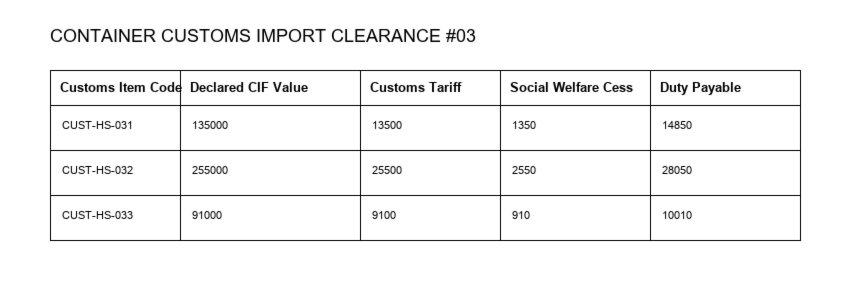 CONTAINER CUSTOMS IMPORT CLEARANCE #03
Customs Item Code Declared CIF Value Customs Tariff Social Welfare Cess Duty Payable
CUST-HS-031 135000 13500 1350 14850
CUST-HS-032 255000 25500 2550 28050
CUST-HS-033 91000 9100 910 10010